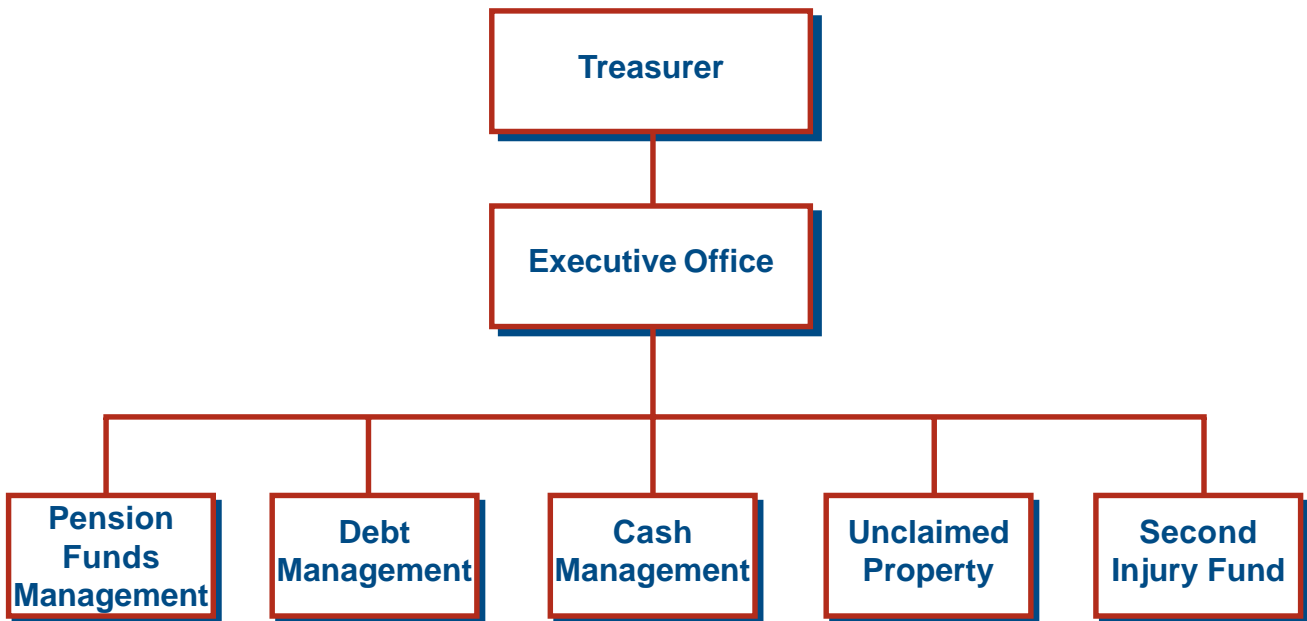 Treasurer
Executive Office
Pension
Funds
Management
Debt
Management
Cash
Management
Unclaimed
Property
Second
Injury Fund